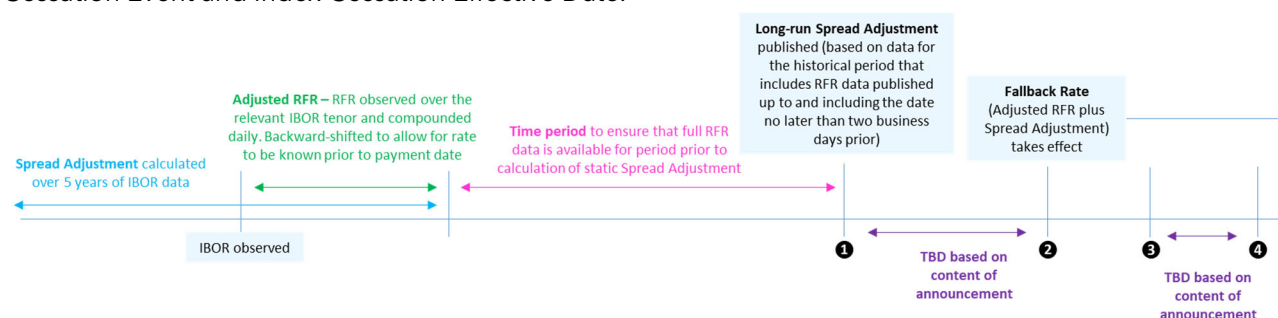 Cessation Event and Index Cessation Effective Date.
Long-run Spread Adjustment
published (based on data for
the historical period that
includes RFR data published
up to and including the date
no later than two business
days prior)
Fallback Rate
(Adjusted RFR plus
Spread Adjustment)
takes effect
Adjusted RFR – RFR observed over the
relevant IBOR tenor and compounded
daily. Backward-shifted to allow for rate
to be known prior to payment date
Time period to ensure that full RFR
data is available for period prior to
calculation of static Spread Adjustment
Spread Adjustment calculated
over 5 years of IBOR data
IBOR observed
1
2
3
4
TBD based on
content of
announcement
TBD based on
content of
announcement